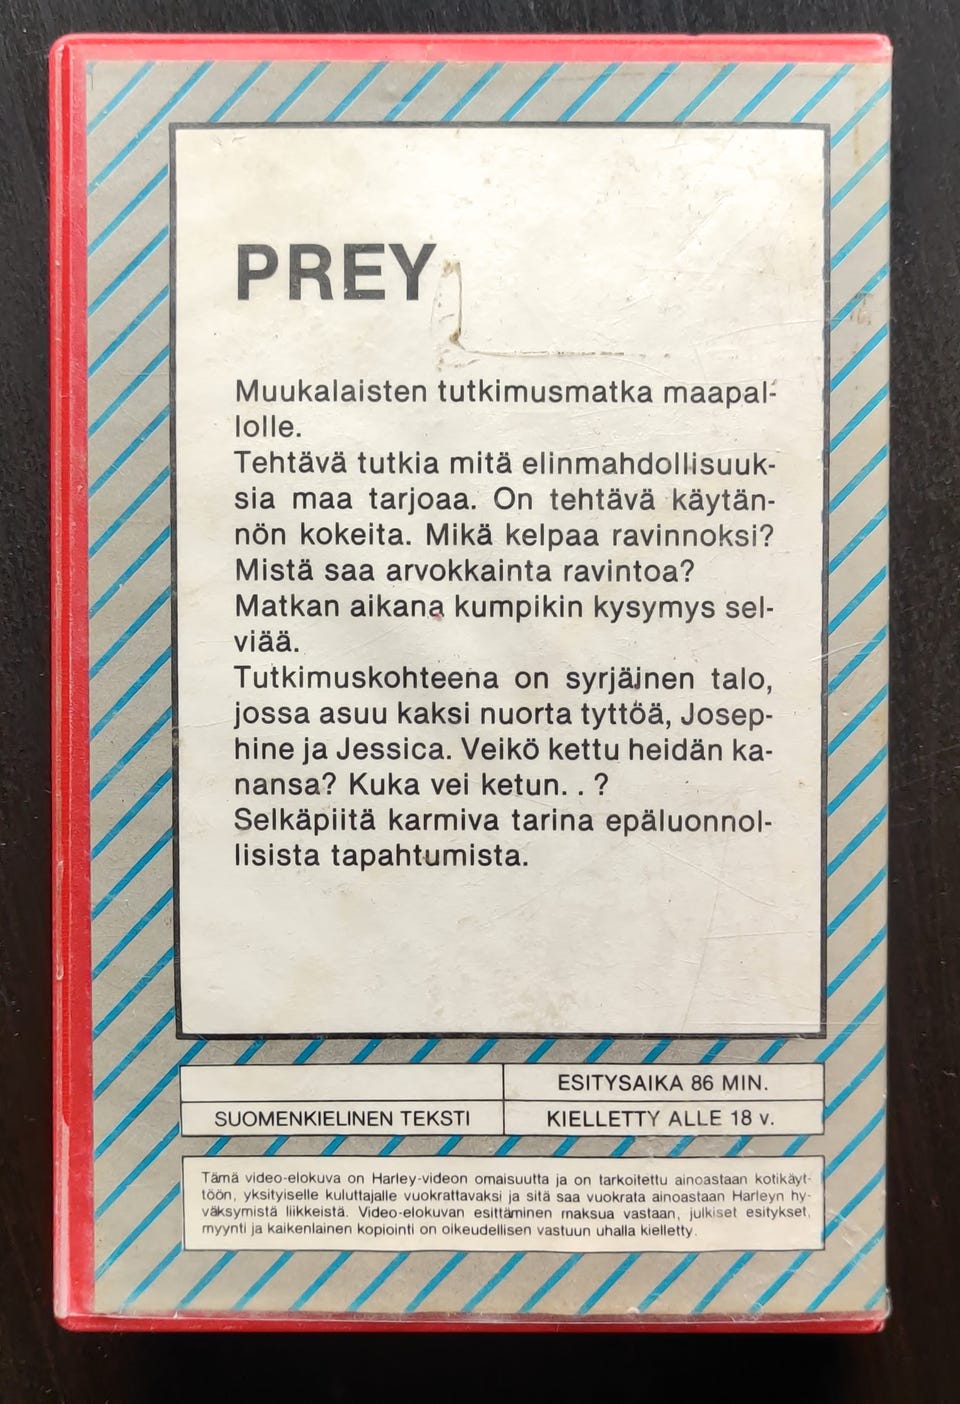 PREY
Muukalaisten tutkimusmatka maapal-
lolle.
Tehtävä tutkia mitä elinmahdollisuuk-
sia maa tarjoaa. On tehtävä käytän-
nön kokeita. Mikä kelpaa ravinnoksi?
Mistä saa arvokkainta ravintoa?
Matkan aikana kumpikin kysymys sel-
viää.
Tutkimuskohteena on syrjäinen talo,
jossa asuu kaksi nuorta tyttöä, Josep-
hine ja Jessica. Veikö kettu heidän ka-
nansa? Kuka vei ketun. . ?
Selkäpiitä karmiva tarina epäluonnol-
lisista tapahtumista.
ESITYSAIKA 86 MIN.
SUOMENKIELINEN TEKSTI KIELLETTY ALLE 18 v.
Tämä video-elokuva on Harley-videon omaisuutta ja on tarkoitettu ainoastaan kotikäyt-
töön, yksityiselle kuluttajalle vuokrattavaksi ja sitä saa vuokrata ainoastaan Harleyn hy-
väksymistä liikkeistä. Video-elokuvan esittäminen maksua vastaan, julkiset esitykset,
myynti ja kaikenlainen kopiointi on oikeudellisen vastuun uhalla kielletty.